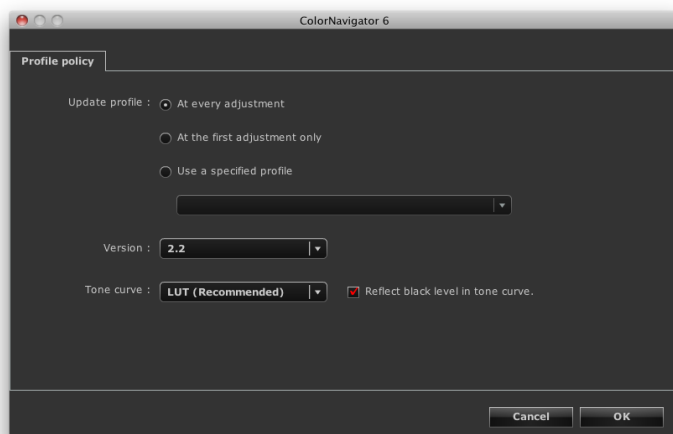 ColorNavigator 6
Profile policy
Update profile : At every adjustment
At the first adjustment only
Use a specified profile
Version : 2.2
Tone curve : LUT (Recommended) Reflect black level in tone curve.
Cancel OK